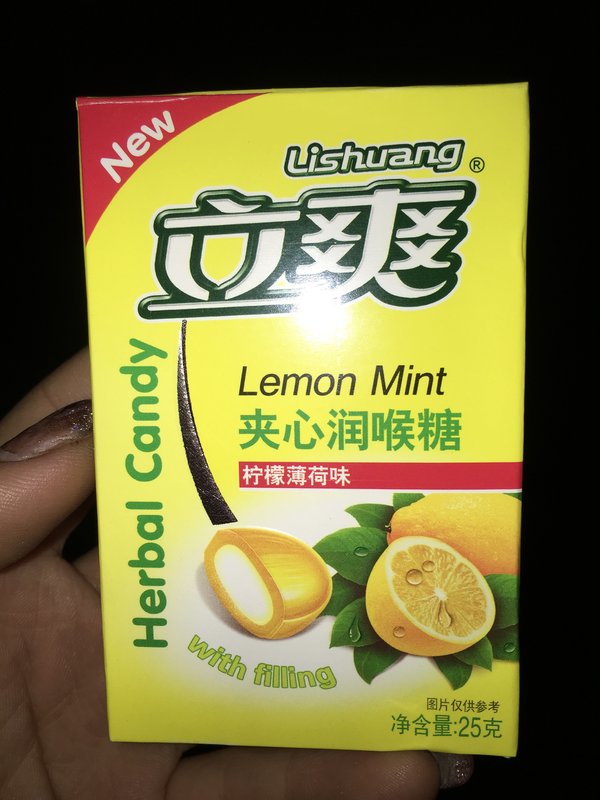 New
Lishuang®
立爽
Lemon Mint
夹心润喉糖
柠檬薄荷味
Herbal Candy
with filling
图片仅供参考
净含量:25克